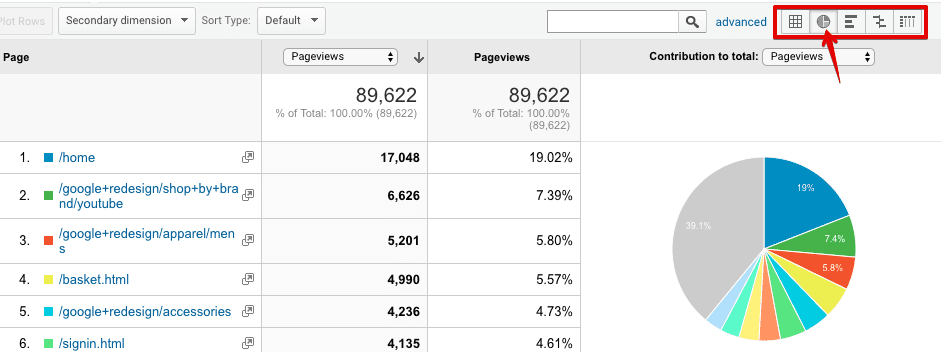 Plot Rows Secondary dimension Sort Type: Default advanced
Page Pageviews Pageviews Contribution to total: Pageviews
89,622 89,622
% of Total: 100.00% (89,622) % of Total: 100.00%
(89,622)
1. /home 17,048 19.02%
2. /google+redesign/shop+by+bra
nd/youtube 6,626 7.39%
3. /google+redesign/apparel/men
s 5,201 5.80%
4. /basket.html 4,990 5.57%
5. /google+redesign/accessories 4,236 4.73%
6. /signin.html 4,135 4.61%
19%
39.1%
7.4%
5.8%